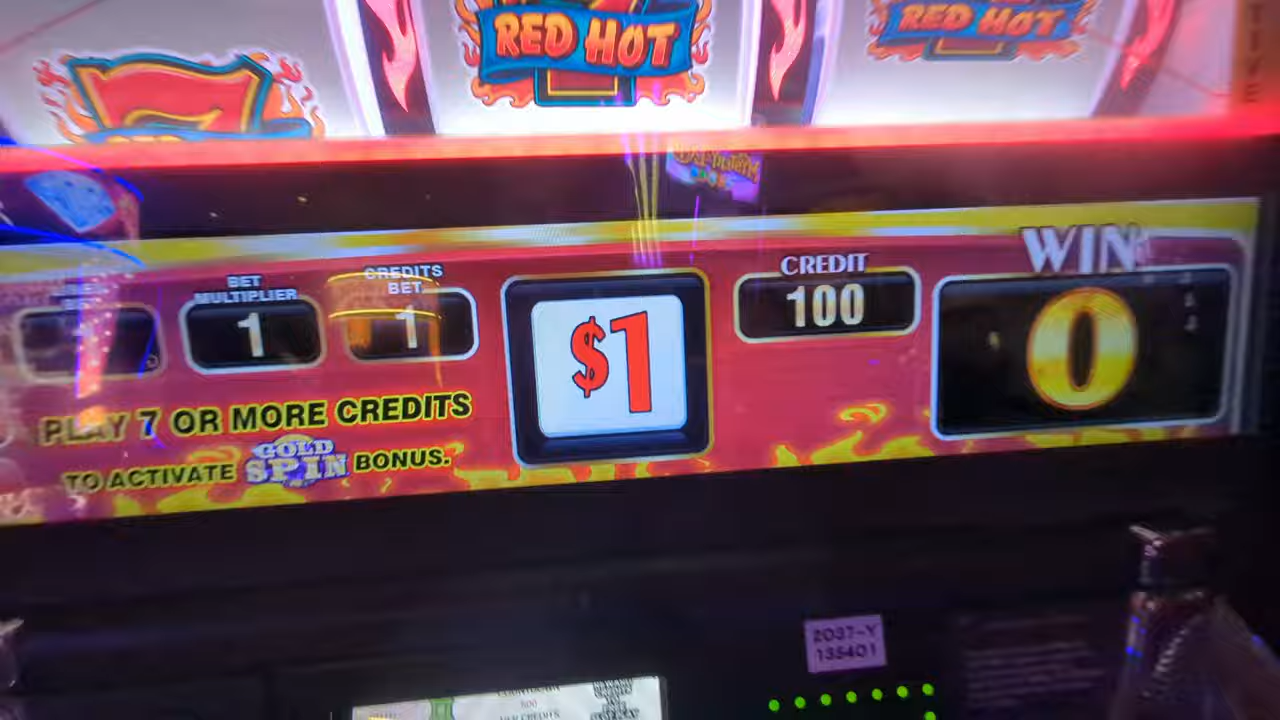 RED HOT
RED HOT
7
WIN
CREDIT
100
0
CREDITS
BET
1
BET
MULTIPLIER
1
$1
PLAY 7 OR MORE CREDITS
TO ACTIVATE GOLD SPIN BONUS.
2037-Y
135401